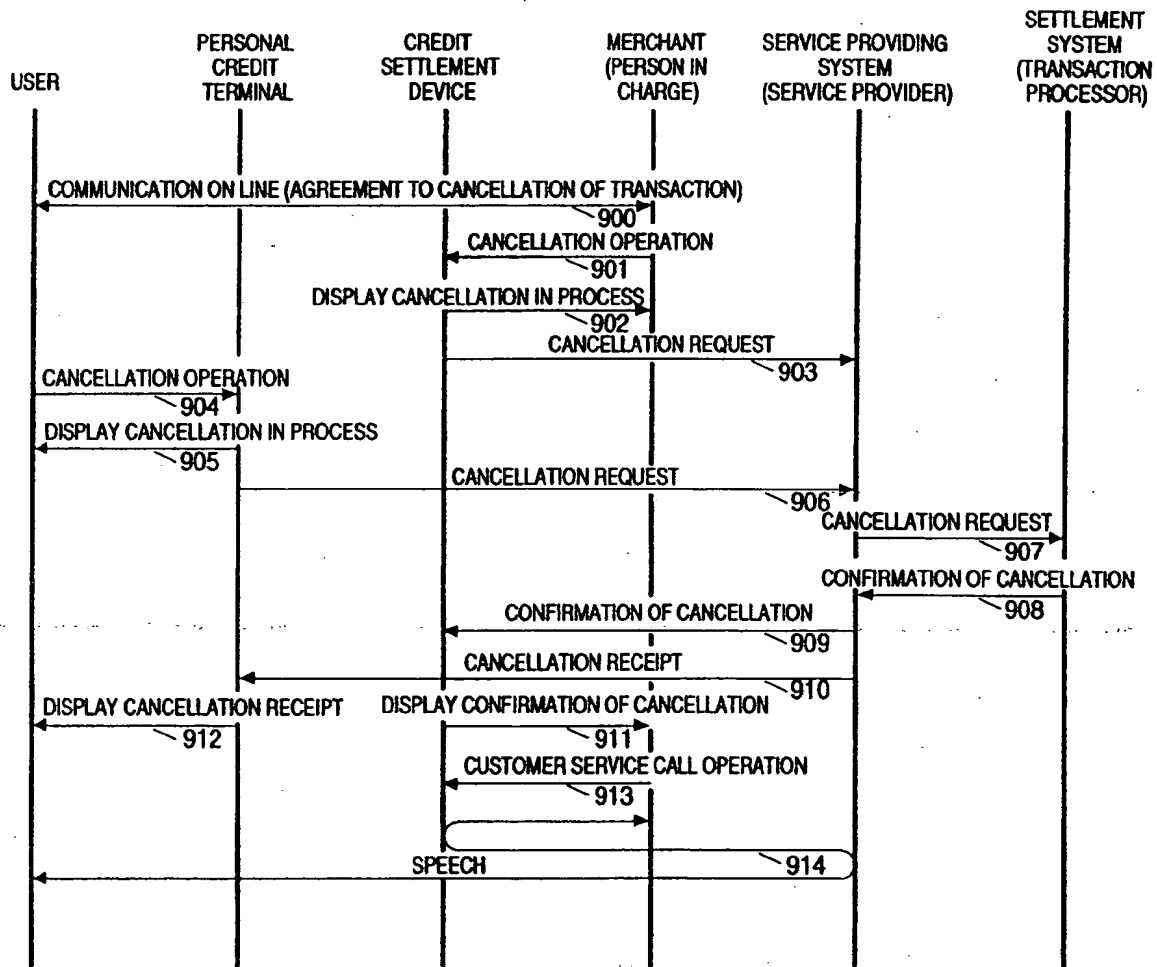 USER
PERSONAL
CREDIT
TERMINAL
CREDIT
SETTLEMENT
DEVICE
MERCHANT
(PERSON IN
CHARGE)
SERVICE PROVIDING
SYSTEM
(SERVICE PROVIDER)
SETTLEMENT
SYSTEM
(TRANSACTION
PROCESSOR)
COMMUNICATION ON LINE (AGREEMENT TO CANCELLATION OF TRANSACTION)
900
CANCELLATION OPERATION
901
DISPLAY CANCELLATION IN PROCESS
902
CANCELLATION REQUEST
903
CANCELLATION OPERATION
904
DISPLAY CANCELLATION IN PROCESS
905
CANCELLATION REQUEST
906
CANCELLATION REQUEST
907
CONFIRMATION OF CANCELLATION
908
CONFIRMATION OF CANCELLATION
909
CANCELLATION RECEIPT
910
DISPLAY CANCELLATION RECEIPT
912
DISPLAY CONFIRMATION OF CANCELLATION
911
CUSTOMER SERVICE CALL OPERATION
913
914
SPEECH